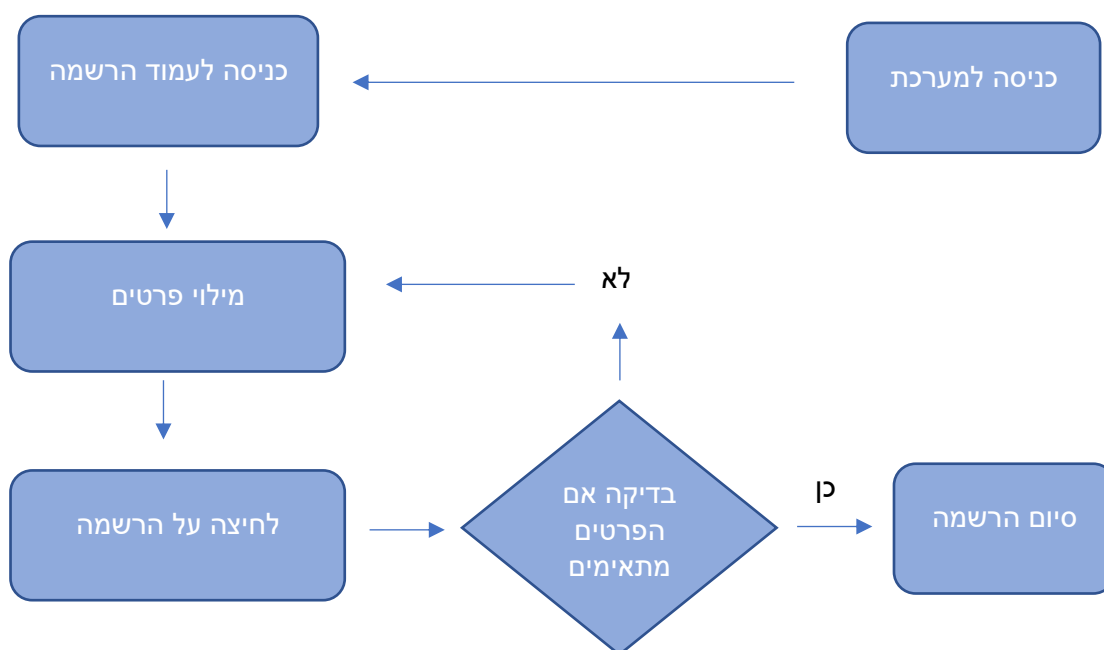 כניסה למערכת
כניסה לעמוד הרשמה
מילוי פרטים
לא
לחיצה על הרשמה
בדיקה אם
הפרטים
מתאימים
כן
סיום הרשמה